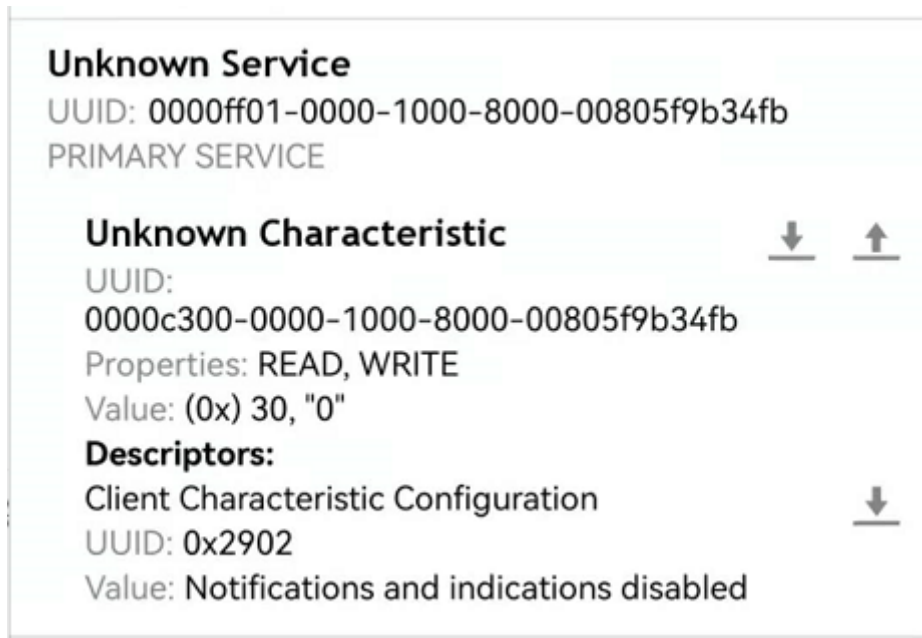 Unknown Service
UUID: 0000ff01-0000-1000-8000-00805f9b34fb
PRIMARY SERVICE
Unknown Characteristic
UUID:
0000c300-0000-1000-8000-00805f9b34fb
Properties: READ, WRITE
Value: (0x) 30, "0"
Descriptors:
Client Characteristic Configuration
UUID: 0x2902
Value: Notifications and indications disabled